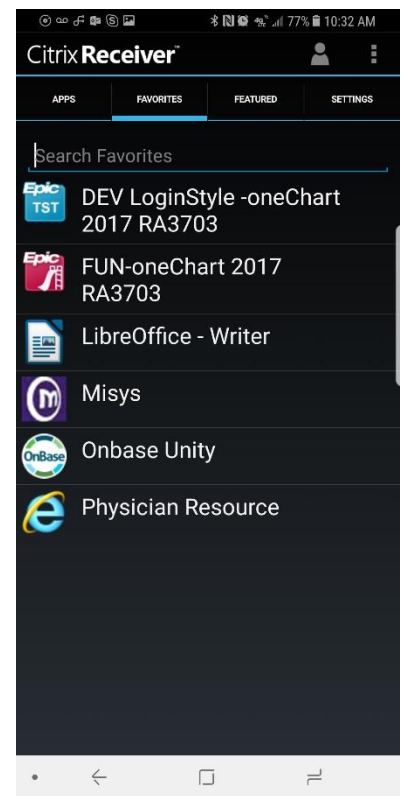 77% 10:32 AM
Citrix Receiver™
APPS FAVORITES FEATURED SETTINGS
Search Favorites
Epic
TST
DEV LoginStyle -oneChart
2017 RA3703
Epic
FUN-oneChart 2017
RA3703
LibreOffice - Writer
m
Misys
OnBase
Onbase Unity
Physician Resource